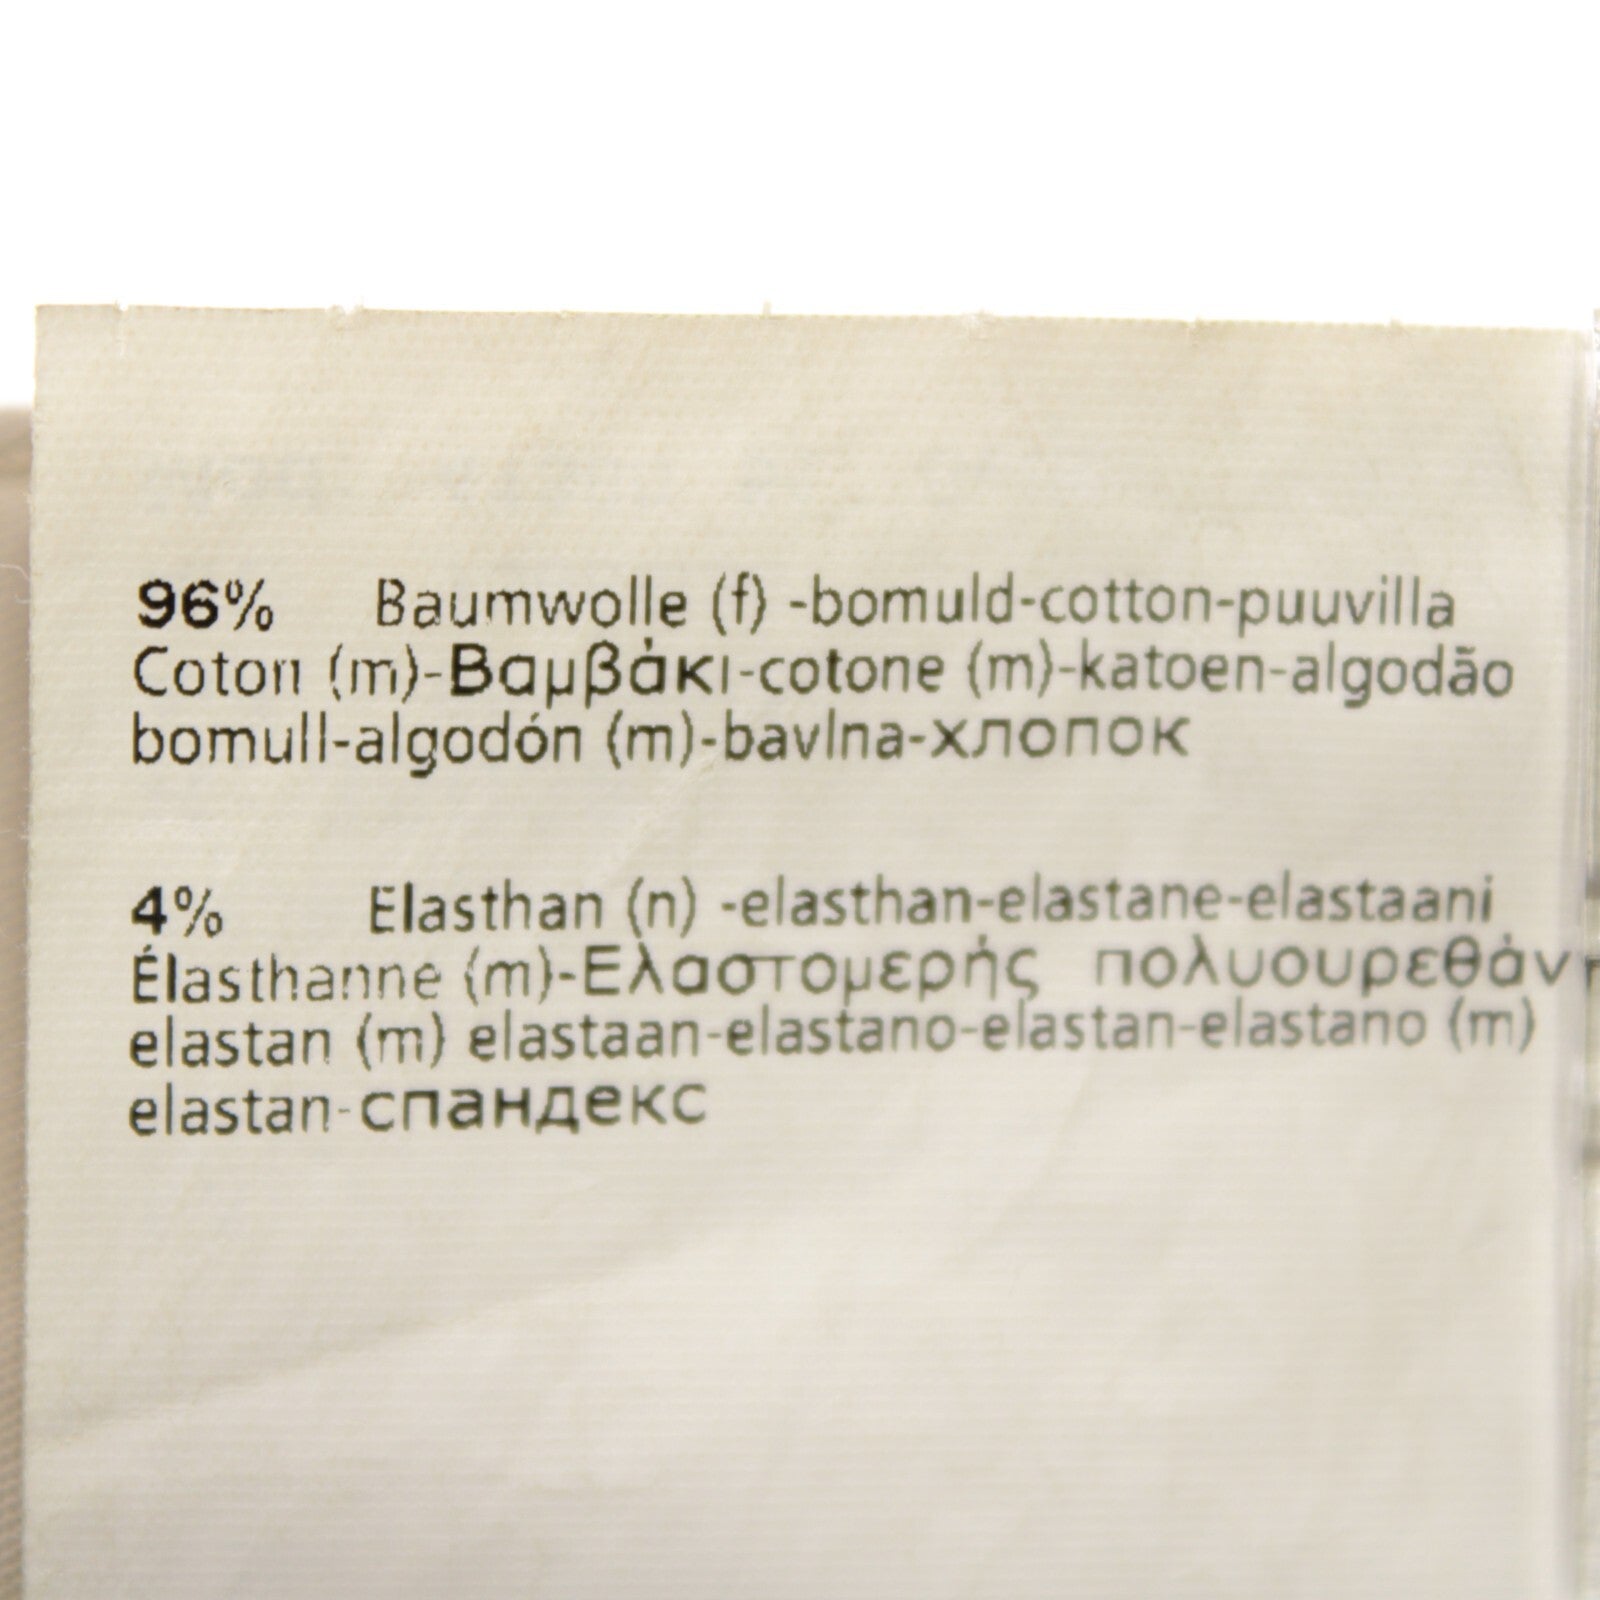 96% Baumwolle (f) -bomuld-cotton-puuvilla
Coton (m)-Βαμβάκι-cotone (m)-katoen-algodão
bomull-algodón (m)-bavlna-хлопок
4% Elasthan (n) -elasthan-elastane-elastaani
Élasthanne (m)-Ελαστομερής
elastan (m) elastaan-elastano-elastan-elastano (m)
elastan-спандекс